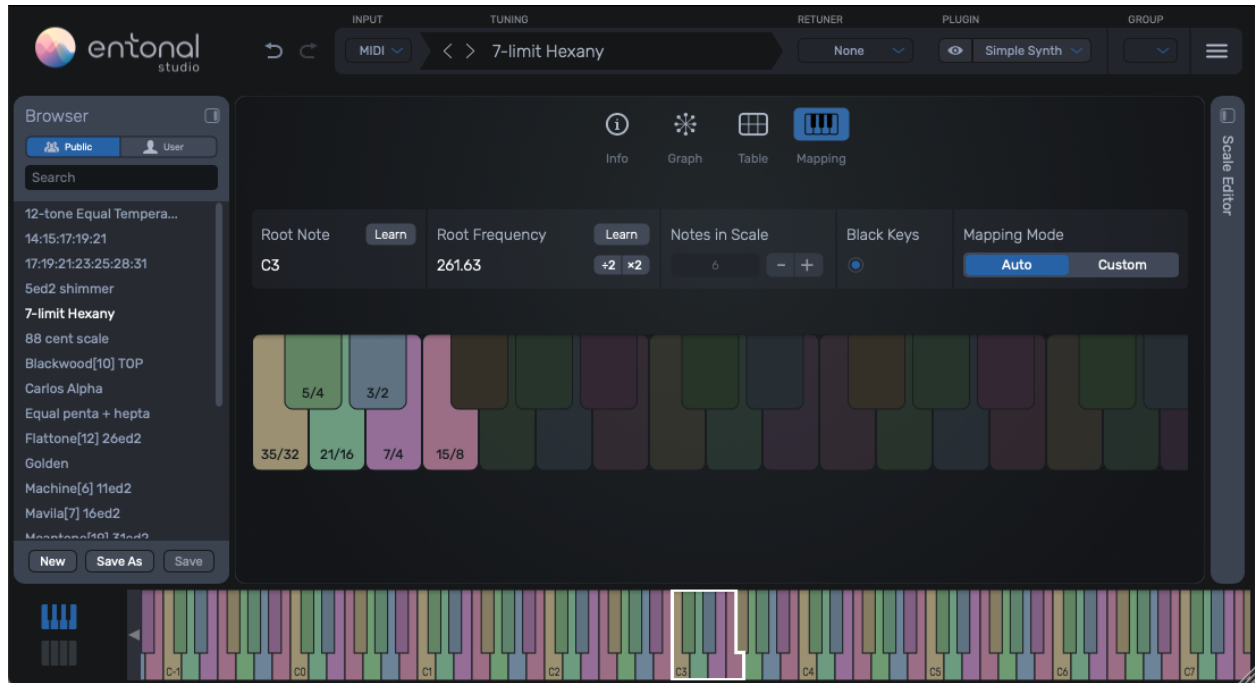 INPUT TUNING RETUNER PLUGIN GROUP
entonal
studio
MIDI 7-limit Hexany None Simple Synth
Browser
Public User
Search
12-tone Equal Tempera...
14:15:17:19:21
17:19:21:23:25:28:31
5ed2 shimmer
7-limit Hexany
88 cent scale
Blackwood[10] TOP
Carlos Alpha
Equal penta + hepta
Flattone[12] 26ed2
Golden
Machine[6] 11ed2
Mavila[7] 16ed2
Meantone[19] 31ed2
New Save As Save
Info Graph Table Mapping
Root Note Learn Root Frequency Learn Notes in Scale Black Keys Mapping Mode
C3 261.63 ÷2 ×2 6 − + Auto Custom
5/4 3/2
35/32 21/16 7/4 15/8
Scale Editor
C-1 C0 C1 C2 C3 C4 C5 C6 C7